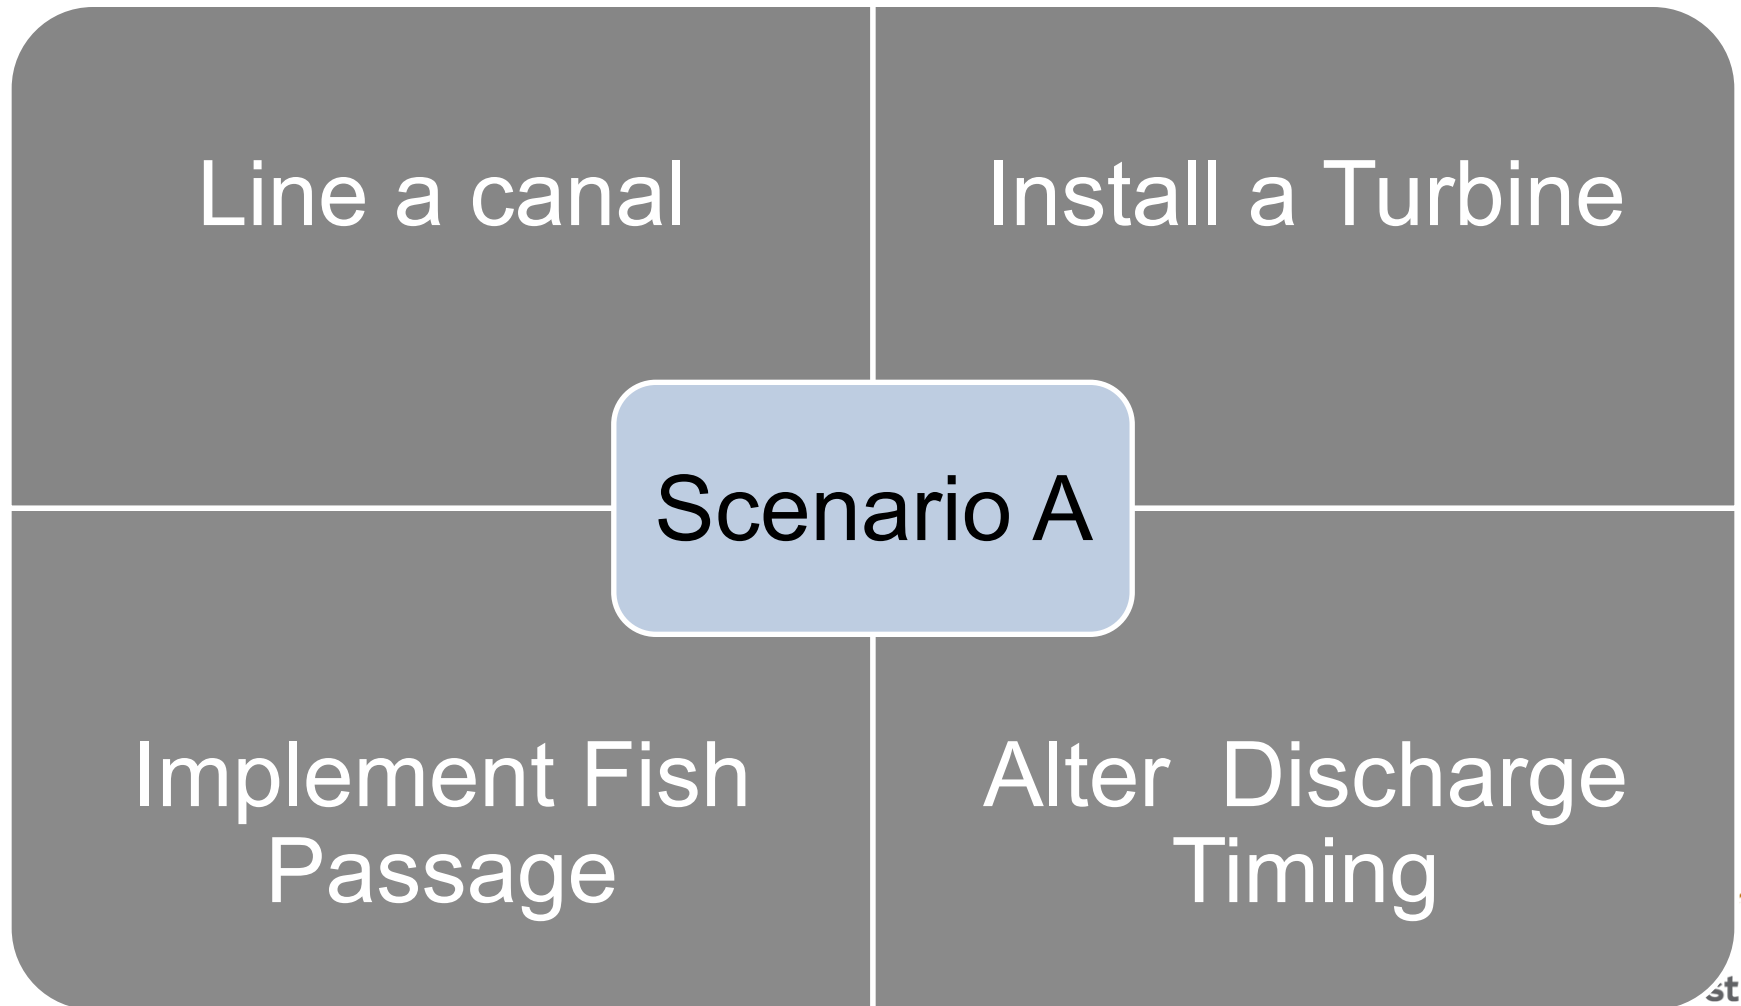 Line a canal
Install a Turbine
Scenario A
Implement Fish
Passage
Alter  Discharge
Timing